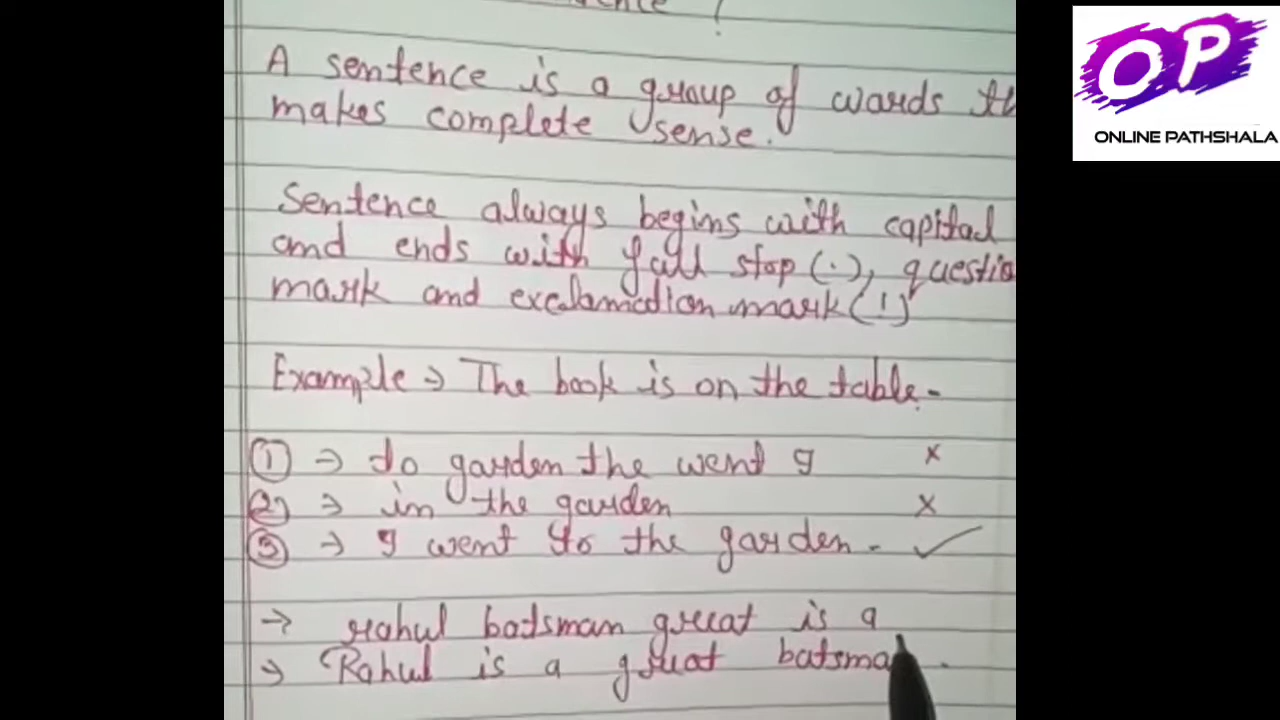 A sentence is a group of words th
makes complete sense.
Sentence always begins with capital
and ends with full stop (.), questio
mark and exclamation mark (!)
Example → The book is on the table.
① → to garden the went I ×
② → in the garden ×
③ → I went to the garden. ✓
→ rahul batsman great is a
→ Rahul is a great batsma .
OP
ONLINE PATHSHALA